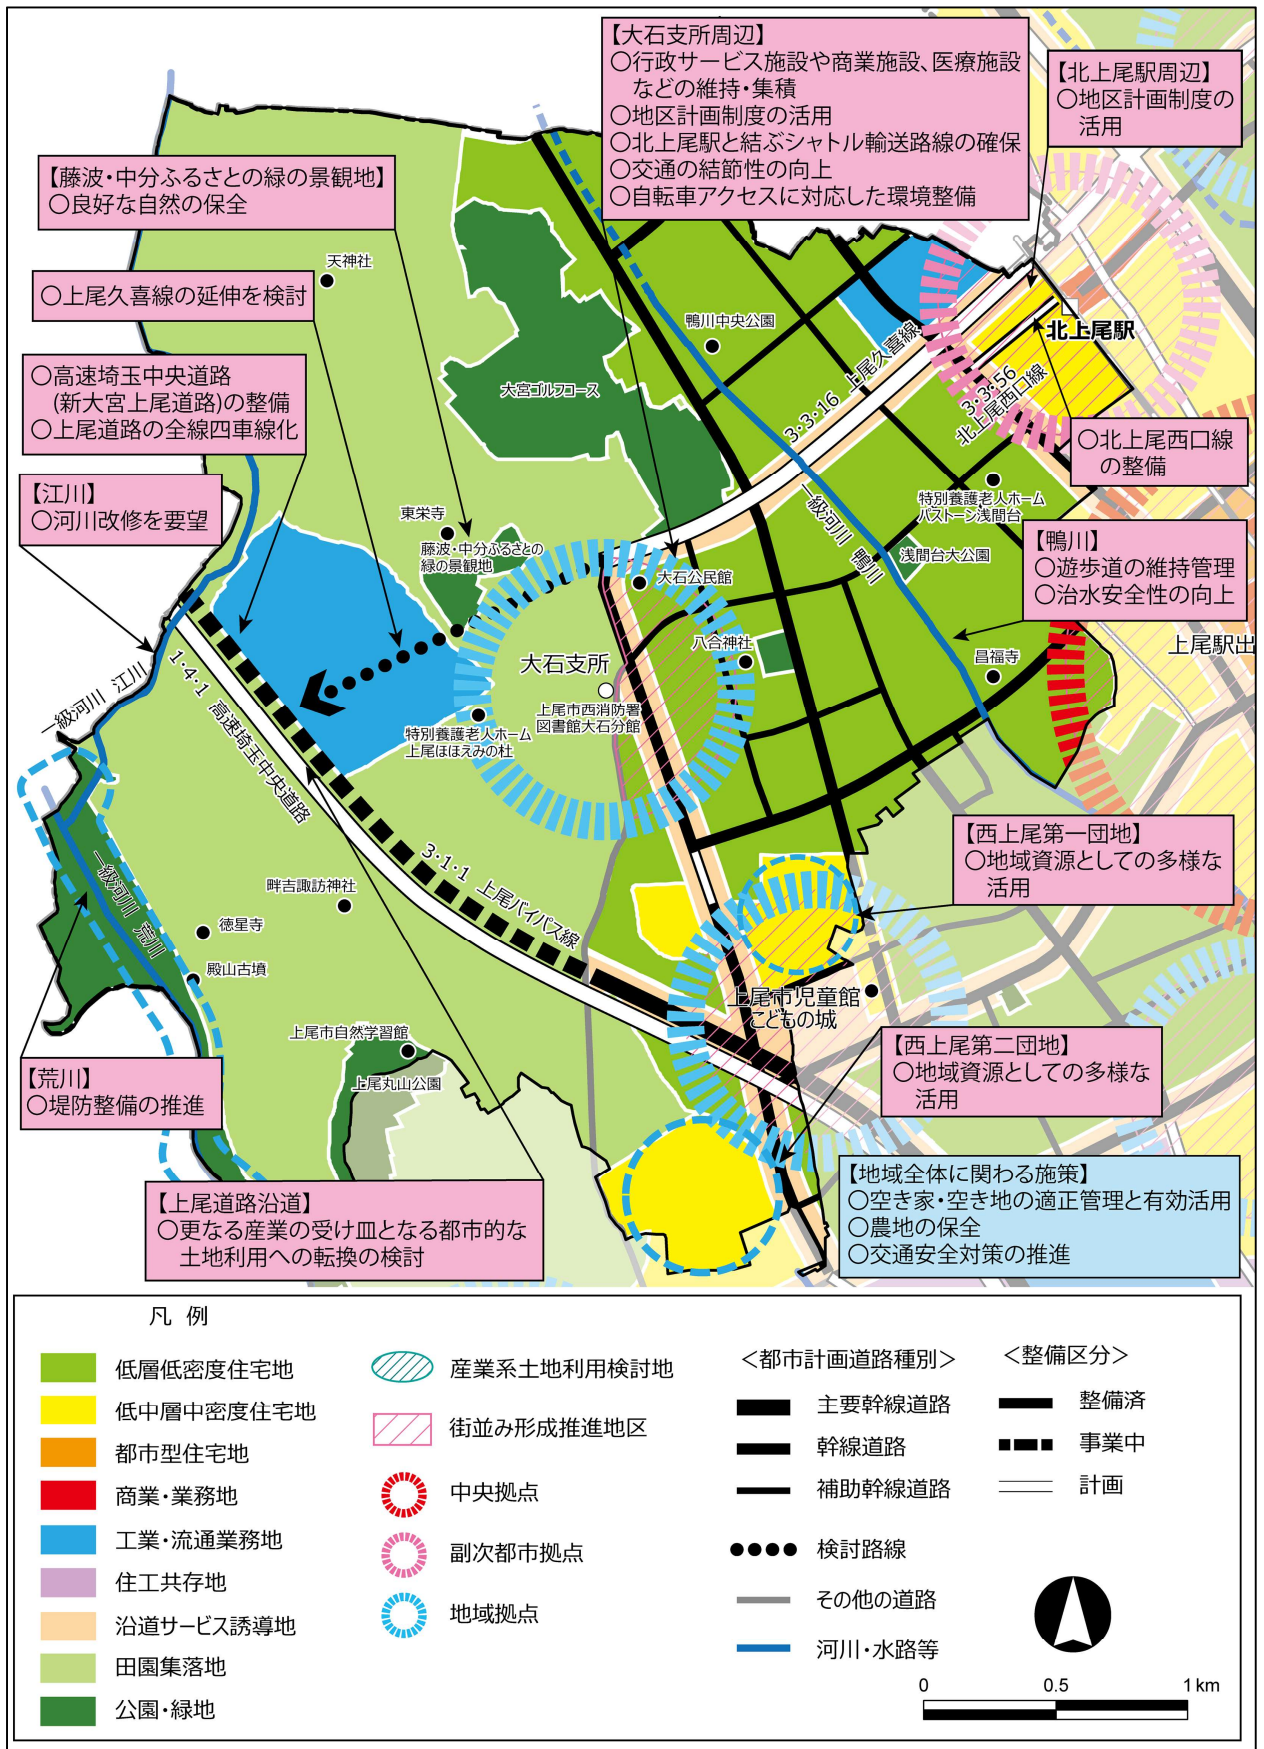 【大石支所周辺】
○行政サービス施設や商業施設、医療施設
などの維持・集積
○地区計画制度の活用
○北上尾駅と結ぶシャトル輸送路線の確保
○交通の結節性の向上
○自転車アクセスに対応した環境整備
【北上尾駅周辺】
○地区計画制度の
活用
【藤波・中分ふるさとの緑の景観地】
○良好な自然の保全
天神社
○上尾久喜線の延伸を検討
鴨川中央公園
北上尾駅
○高速埼玉中央道路
(新大宮上尾道路)の整備
○上尾道路の全線四車線化
大宮ゴルフコース
3・3・16 上尾久喜線
3・3・56
北上尾西口線
○北上尾西口線
の整備
【江川】
○河川改修を要望
東栄寺
藤波・中分ふるさとの
緑の景観地
一級河川 鴨川
特別養護老人ホーム
パストーン浅間台
浅間台大公園
【鴨川】
○遊歩道の維持管理
○治水安全性の向上
大石公民館
八合神社
昌福寺
上尾駅出
大石支所
上尾市西消防署
図書館大石分館
特別養護老人ホーム
上尾ほほえみの杜
一級河川 江川
1・4・1 高速埼玉中央道路
3・1・1 上尾バイパス線
【西上尾第一団地】
○地域資源としての多様な
活用
一級河川 荒川
畔吉諏訪神社
徳星寺
殿山古墳
上尾市児童館
こどもの城
上尾市自然学習館
上尾丸山公園
【西上尾第二団地】
○地域資源としての多様な
活用
【荒川】
○堤防整備の推進
【上尾道路沿道】
○更なる産業の受け皿となる都市的な
土地利用への転換の検討
【地域全体に関わる施策】
○空き家・空き地の適正管理と有効活用
○農地の保全
○交通安全対策の推進
凡 例
低層低密度住宅地
低中層中密度住宅地
都市型住宅地
商業・業務地
工業・流通業務地
住工共存地
沿道サービス誘導地
田園集落地
公園・緑地
産業系土地利用検討地
街並み形成推進地区
中央拠点
副次都市拠点
地域拠点
＜都市計画道路種別＞
主要幹線道路
幹線道路
補助幹線道路
検討路線
その他の道路
河川・水路等
＜整備区分＞
整備済
事業中
計画
0 0.5 1km